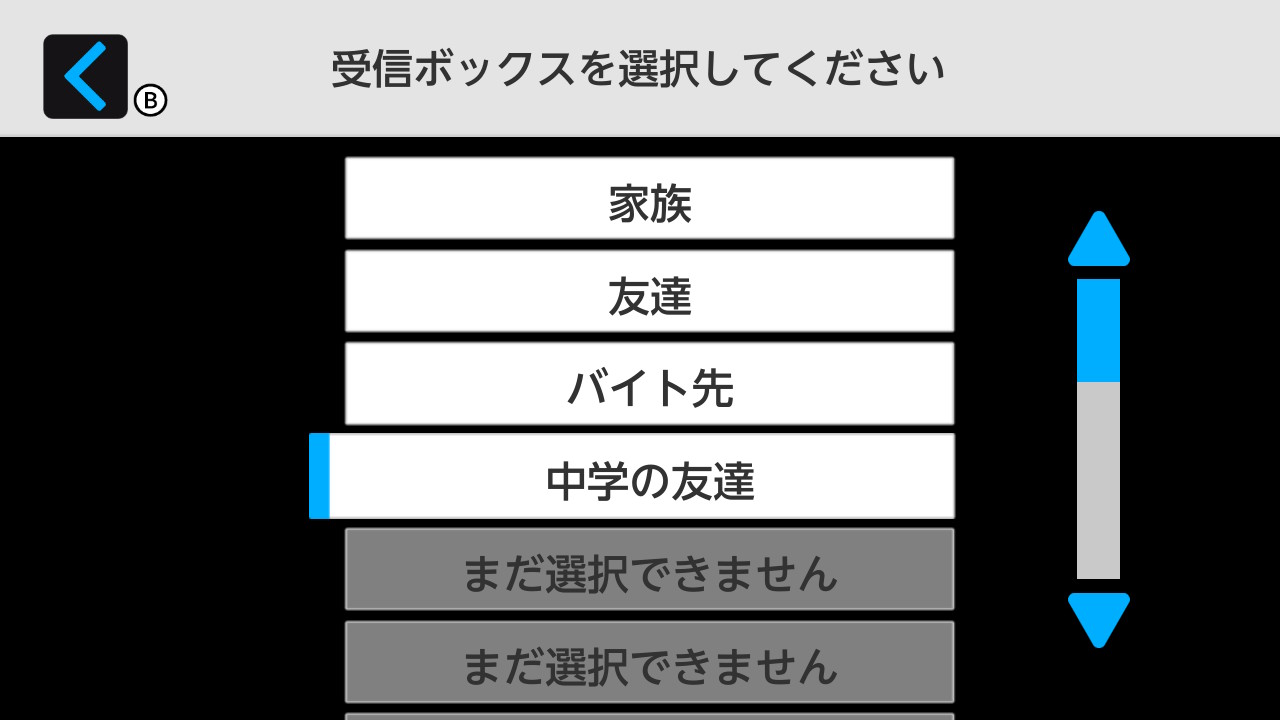 受信ボックスを選択してください
B
家族
友達
バイト先
中学の友達
まだ選択できません
まだ選択できません